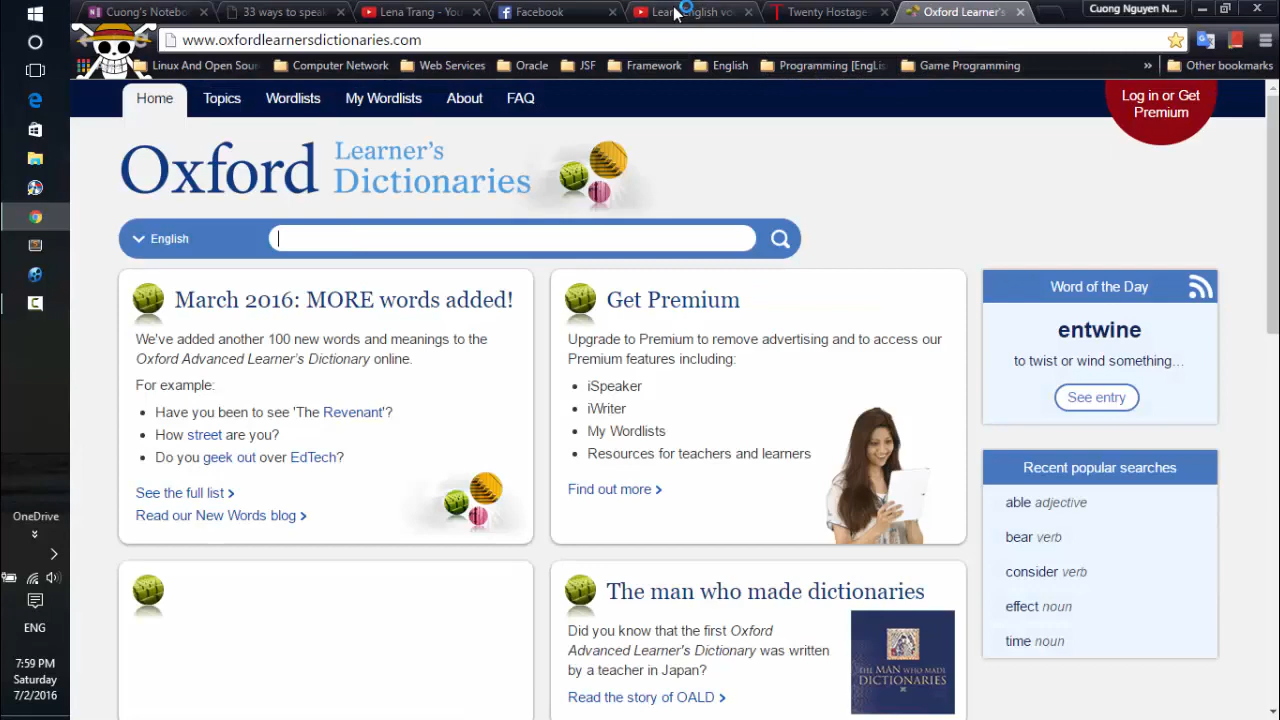 Cuong's Noteb
33 ways to speak
Lena Trang - You
Facebook
Learn English vo
Twenty Hostage
Oxford Learner's
Cuong Nguyen N...
www.oxfordlearnersdictionaries.com
Linux And Open Sou
Computer Network
Web Services
Oracle
JSF
Framework
English
Programming [EngLis
Game Programming
»
Other bookmarks
Home
Topics
Wordlists
My Wordlists
About
FAQ
Log in or Get
Premium
Oxford Learner's
Dictionaries
English
March 2016: MORE words added!
We've added another 100 new words and meanings to the
Oxford Advanced Learner's Dictionary online.
For example:
Have you been to see 'The Revenant'?
How street are you?
Do you geek out over EdTech?
See the full list
Read our New Words blog
Get Premium
Upgrade to Premium to remove advertising and to access our
Premium features including:
iSpeaker
iWriter
My Wordlists
Resources for teachers and learners
Find out more
Word of the Day
entwine
to twist or wind something…
See entry
Recent popular searches
able adjective
bear verb
consider verb
effect noun
time noun
The man who made dictionaries
Did you know that the first Oxford
Advanced Learner's Dictionary was written
by a teacher in Japan?
Read the story of OALD
THE MAN WHO MADE
DICTIONARIES
OneDrive
ENG
7:59 PM
Saturday
7/2/2016